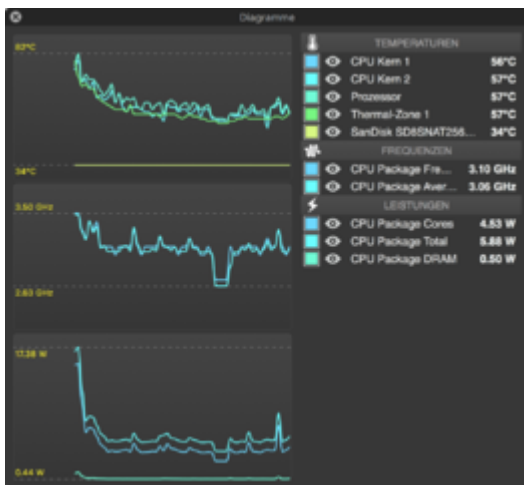 Diagramme
82°C
34°C
TEMPERATUREN
CPU Kern 1 56°C
CPU Kern 2 57°C
Prozessor 57°C
Thermal-Zone 1 57°C
SanDisk SD8SNAT256... 34°C
FREQUENZEN
CPU Package Fre... 3.10 GHz
CPU Package Aver... 3.06 GHz
LEISTUNGEN
CPU Package Cores 4.53 W
CPU Package Total 5.88 W
CPU Package DRAM 0.50 W
3.50 GHz
2.63 GHz
17.38 W
0.44 W